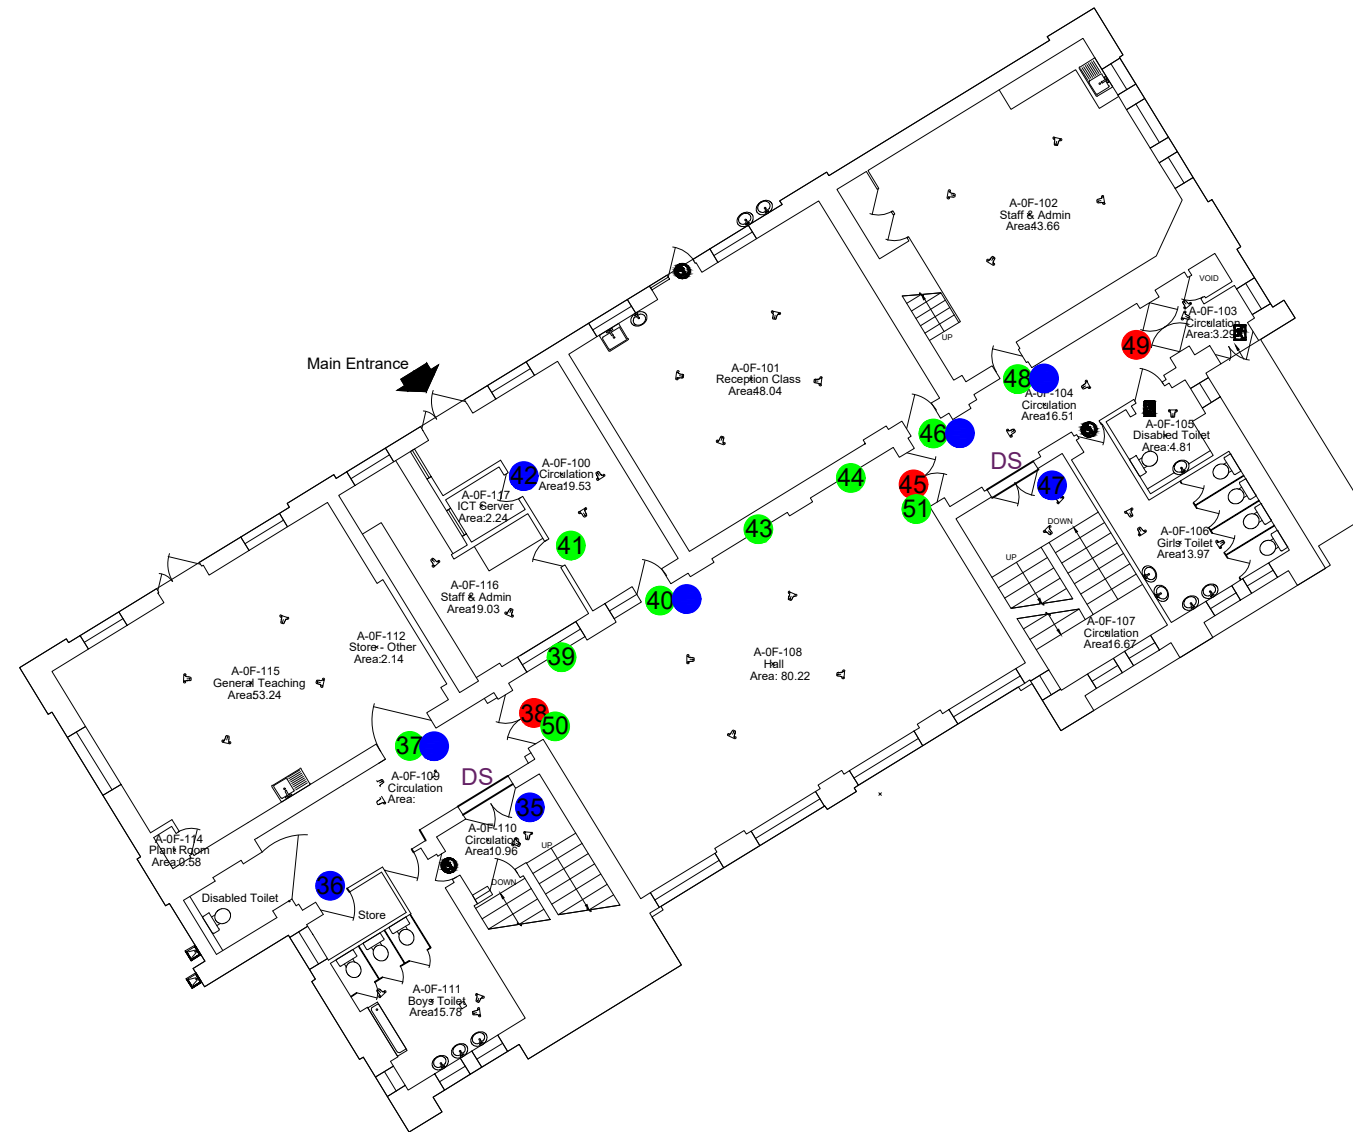 A-0F-102
Staff & Admin
Area43.66
VOID
A-0F-103
Circulation
Area:3.29
49
UP
Main Entrance
A-0F-101
Reception Class
Area48.04
48
A-0F-104
Circulation
Area16.51
46
A-0F-105
Disabled Toilet
Area:4.81
DS
A-0F-100
Circulation
Area19.53
42
A-0F-117
ICT Server
Area:2.24
44
45
47
51
DOWN
43
41
UP
A-0F-106
Girls Toilet
Area13.97
A-0F-116
Staff & Admin
Area19.03
40
A-0F-107
Circulation
Area16.67
A-0F-112
Store - Other
Area:2.14
39
A-0F-108
Hall
Area: 80.22
A-0F-115
General Teaching
Area53.24
38
50
37
DS
A-0F-109
Circulation
Area:
35
A-0F-110
Circulation
Area10.96
UP
A-0F-114
Plant Room
Area:0.58
DOWN
36
Disabled Toilet
Store
A-0F-111
Boys Toilet
Area15.78